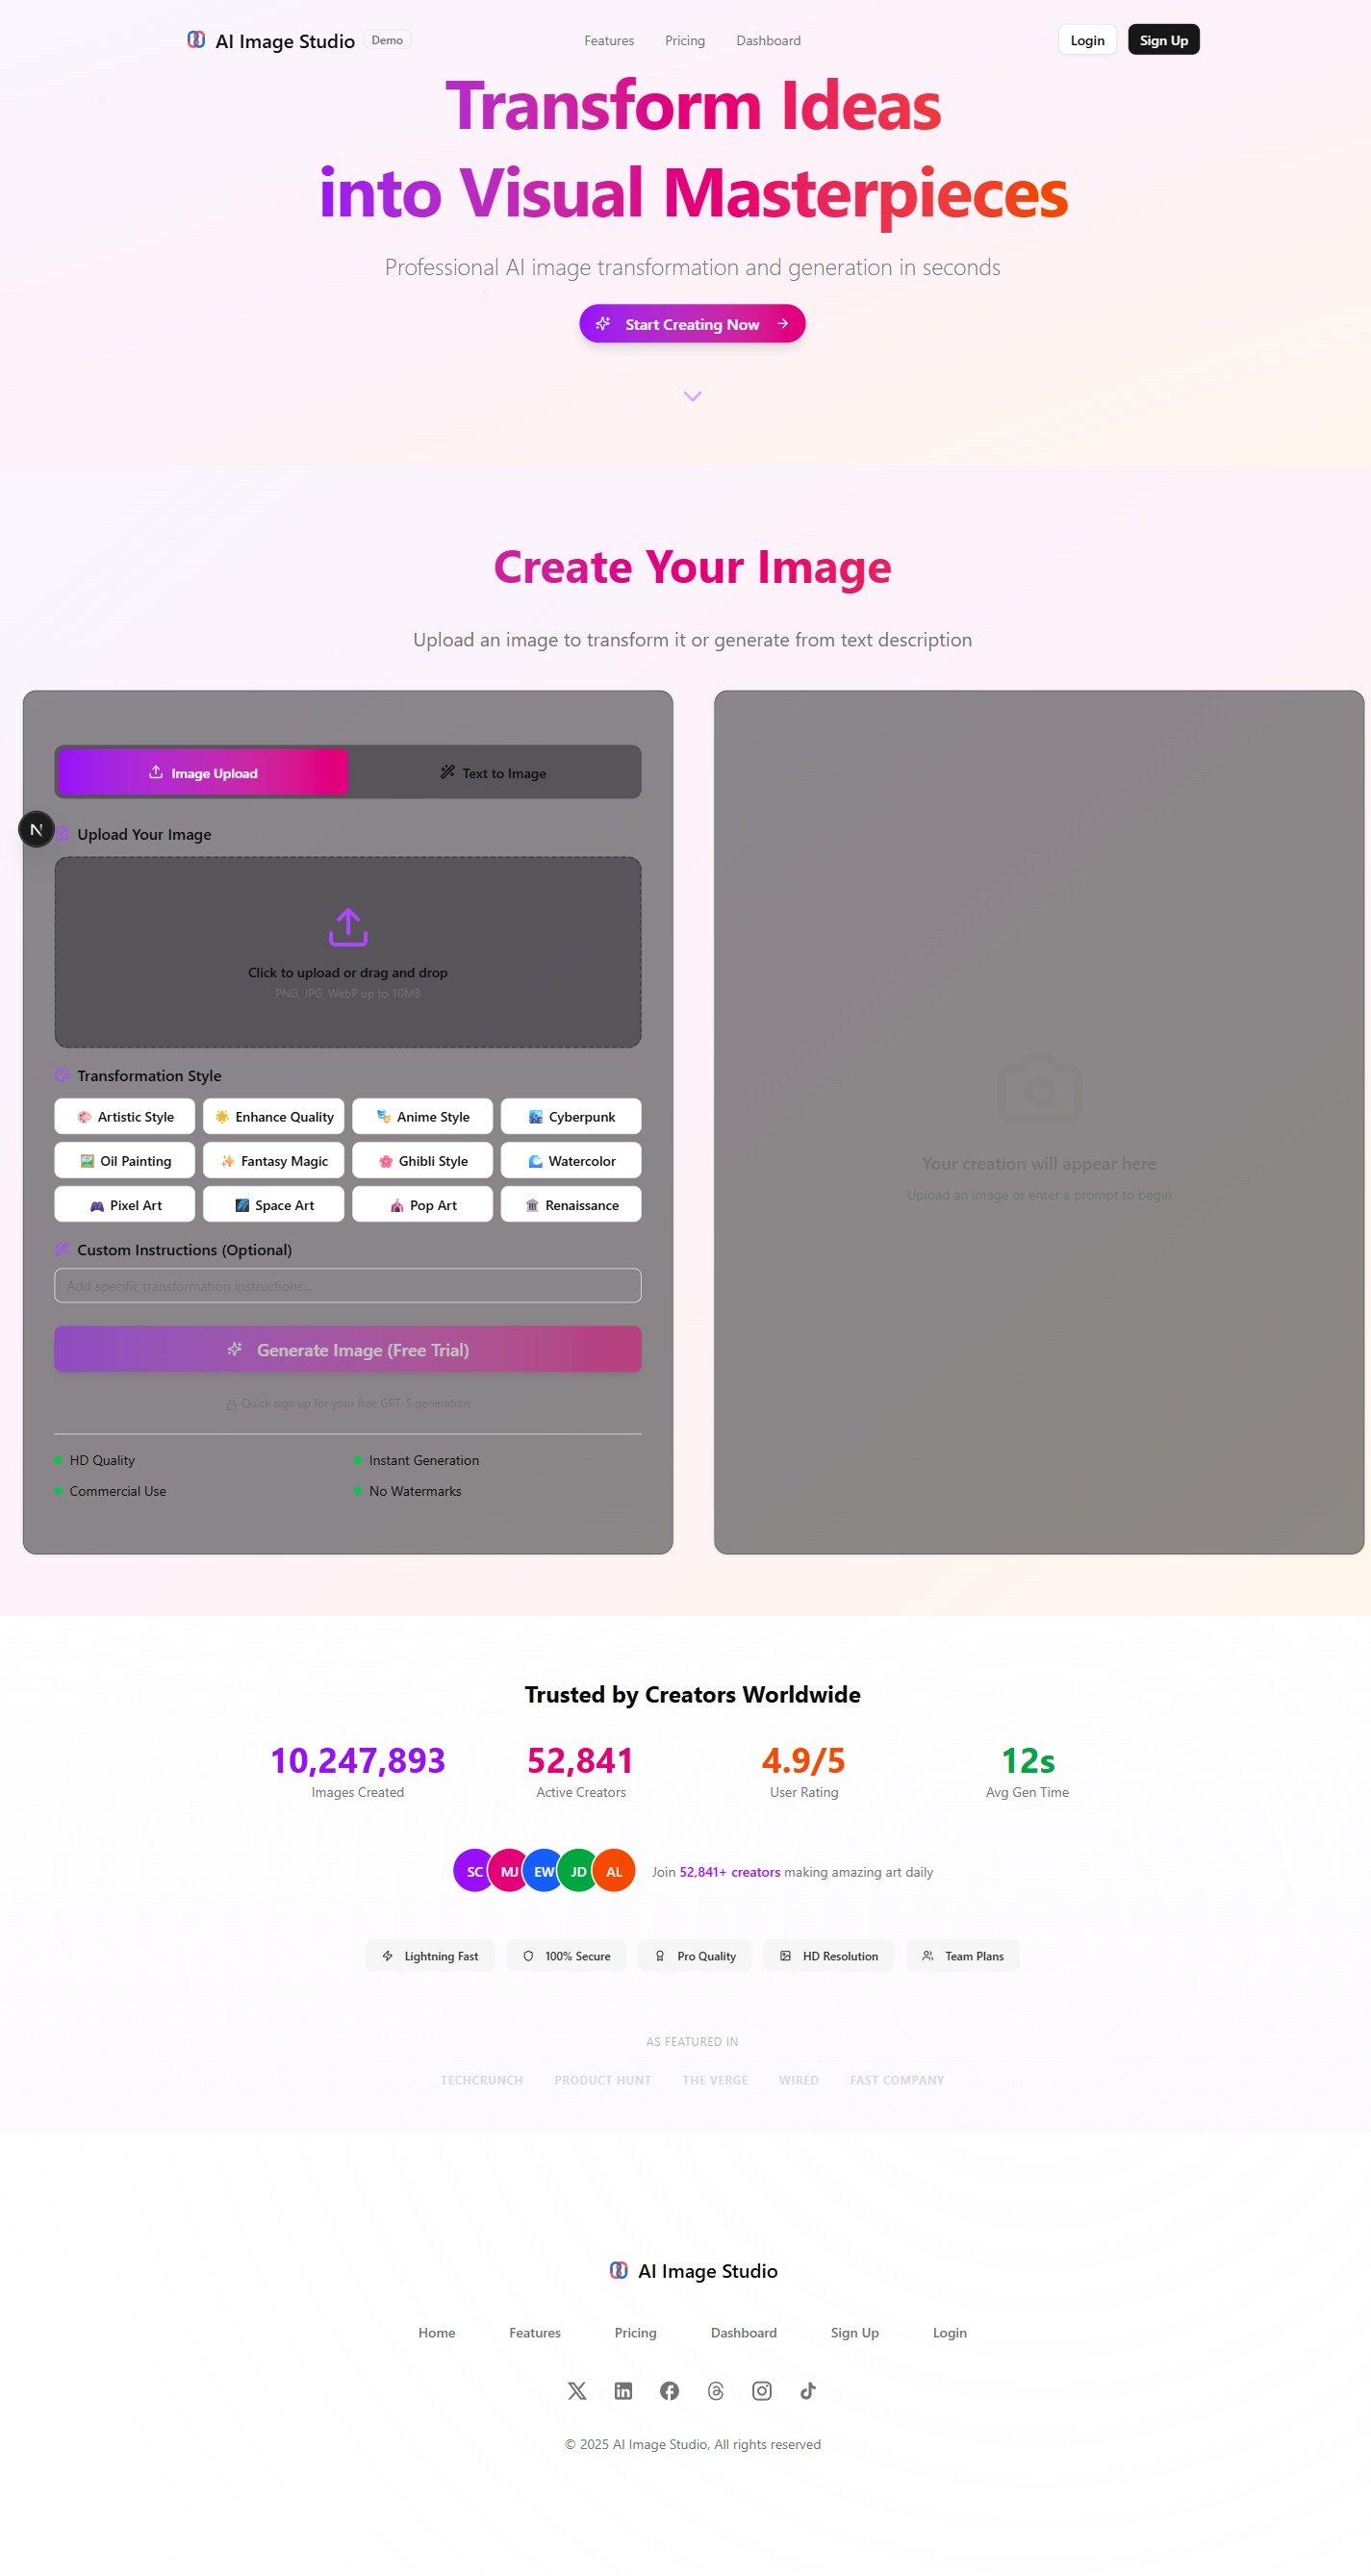 AI Image Studio Demo Features Pricing Dashboard Login Sign Up
Transform Ideas
into Visual Masterpieces
Professional AI image transformation and generation in seconds
Start Creating Now
Create Your Image
Upload an image to transform it or generate from text description
Image Upload Text to Image
N Upload Your Image
Click to upload or drag and drop
PNG, JPG, WebP up to 10MB
Transformation Style
Artistic Style Enhance Quality Anime Style Cyberpunk
Oil Painting Fantasy Magic Ghibli Style Watercolor
Pixel Art Space Art Pop Art Renaissance
Custom Instructions (Optional)
Add specific transformation instructions...
Generate Image (Free Trial)
Quick sign up for your free GPT-5 generation
HD Quality Instant Generation
Commercial Use No Watermarks
Your creation will appear here
Upload an image or enter a prompt to begin
Trusted by Creators Worldwide
10,247,893 52,841 4.9/5 12s
Images Created Active Creators User Rating Avg Gen Time
SC MJ EW JD AL Join 52,841+ creators making amazing art daily
Lightning Fast 100% Secure Pro Quality HD Resolution Team Plans
AS FEATURED IN
TECHCRUNCH PRODUCT HUNT THE VERGE WIRED FAST COMPANY
AI Image Studio
Home Features Pricing Dashboard Sign Up Login
© 2025 AI Image Studio, All rights reserved